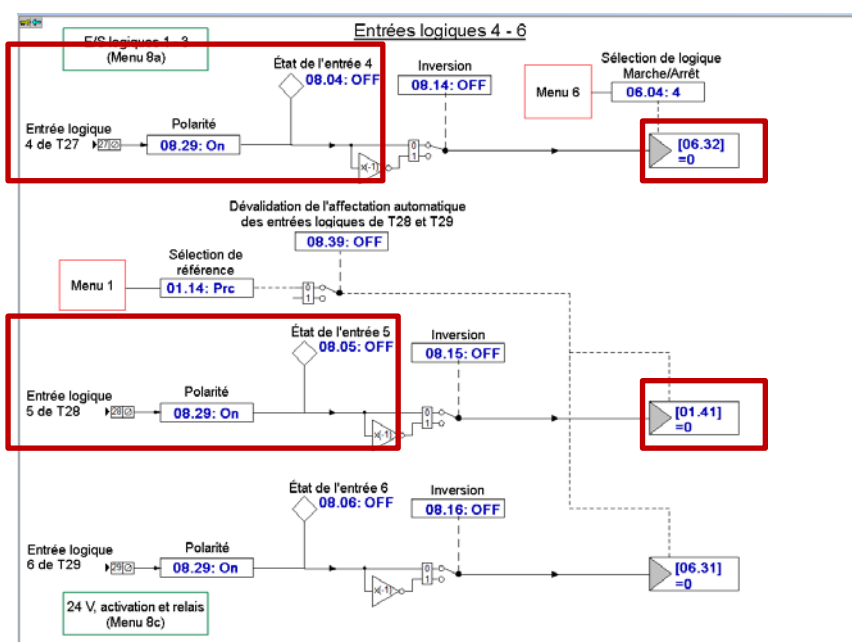 Entrées logiques 4 - 6
E/S logiques 1 - 3
(Menu 8a)
État de l'entrée 4
08.04: OFF
Inversion
08.14: OFF
Sélection de logique
Marche/Arrêt
Menu 6
06.04: 4
Entrée logique
4 de T27
27
Polarité
08.29: On
x(-1)
0
1
[06.32]
=0
Dévalidation de l'affectation automatique
des entrées logiques de T28 et T29
08.39: OFF
Menu 1
Sélection de
référence
01.14: Prc
0
1
État de l'entrée 5
08.05: OFF
Inversion
08.15: OFF
Entrée logique
5 de T28
28
Polarité
08.29: On
x(-1)
0
1
[01.41]
=0
État de l'entrée 6
08.06: OFF
Inversion
08.16: OFF
Entrée logique
6 de T29
29
Polarité
08.29: On
x(-1)
0
1
[06.31]
=0
24 V, activation et relais
(Menu 8c)